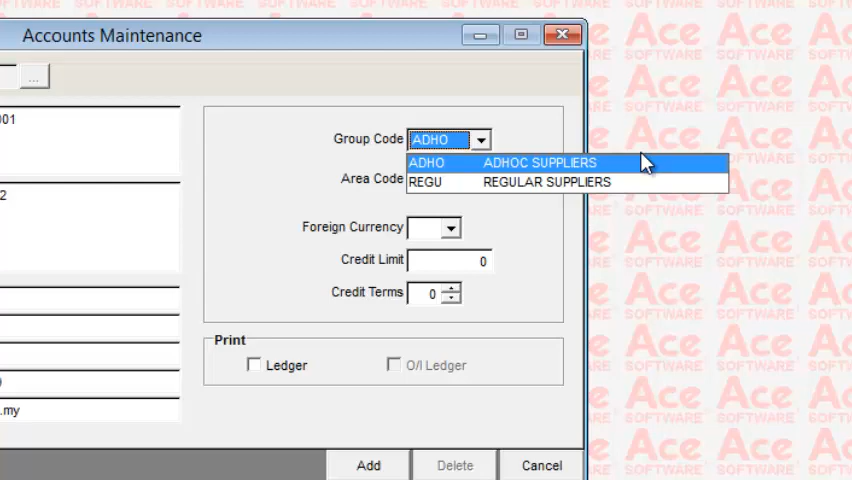 Accounts Maintenance
...
001
2
.my
Group Code ADHO
ADHO ADHOC SUPPLIERS
REGU REGULAR SUPPLIERS
Area Code
Foreign Currency
Credit Limit 0
Credit Terms 0
Print
Ledger
O/I Ledger
Add
Delete
Cancel
Ace
SOFTWARE